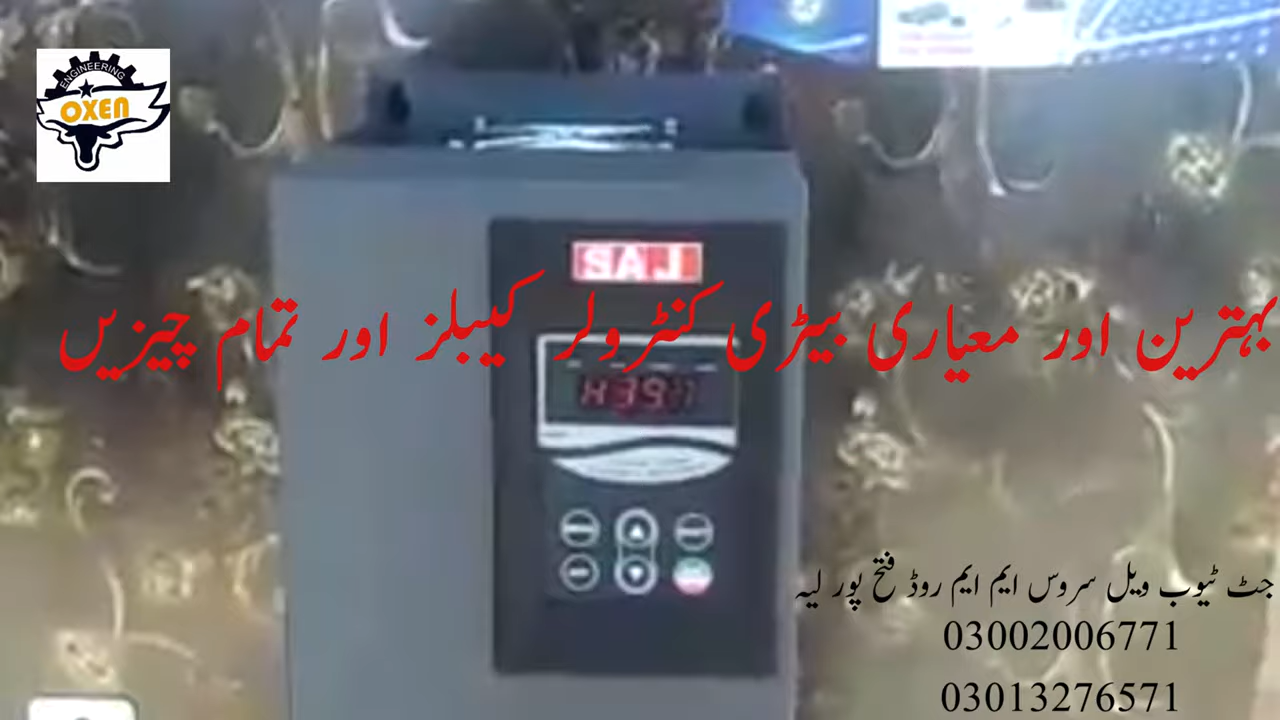 ENGINEERING
OXEN
SAJ
بہترین اور معیاری بیڑی کنٹرولر کیبلز اور تمام چیزیں
جٹ ٹیوب ویل سروس ایم ایم روڈ فتح پور لیہ
03002006771
03013276571